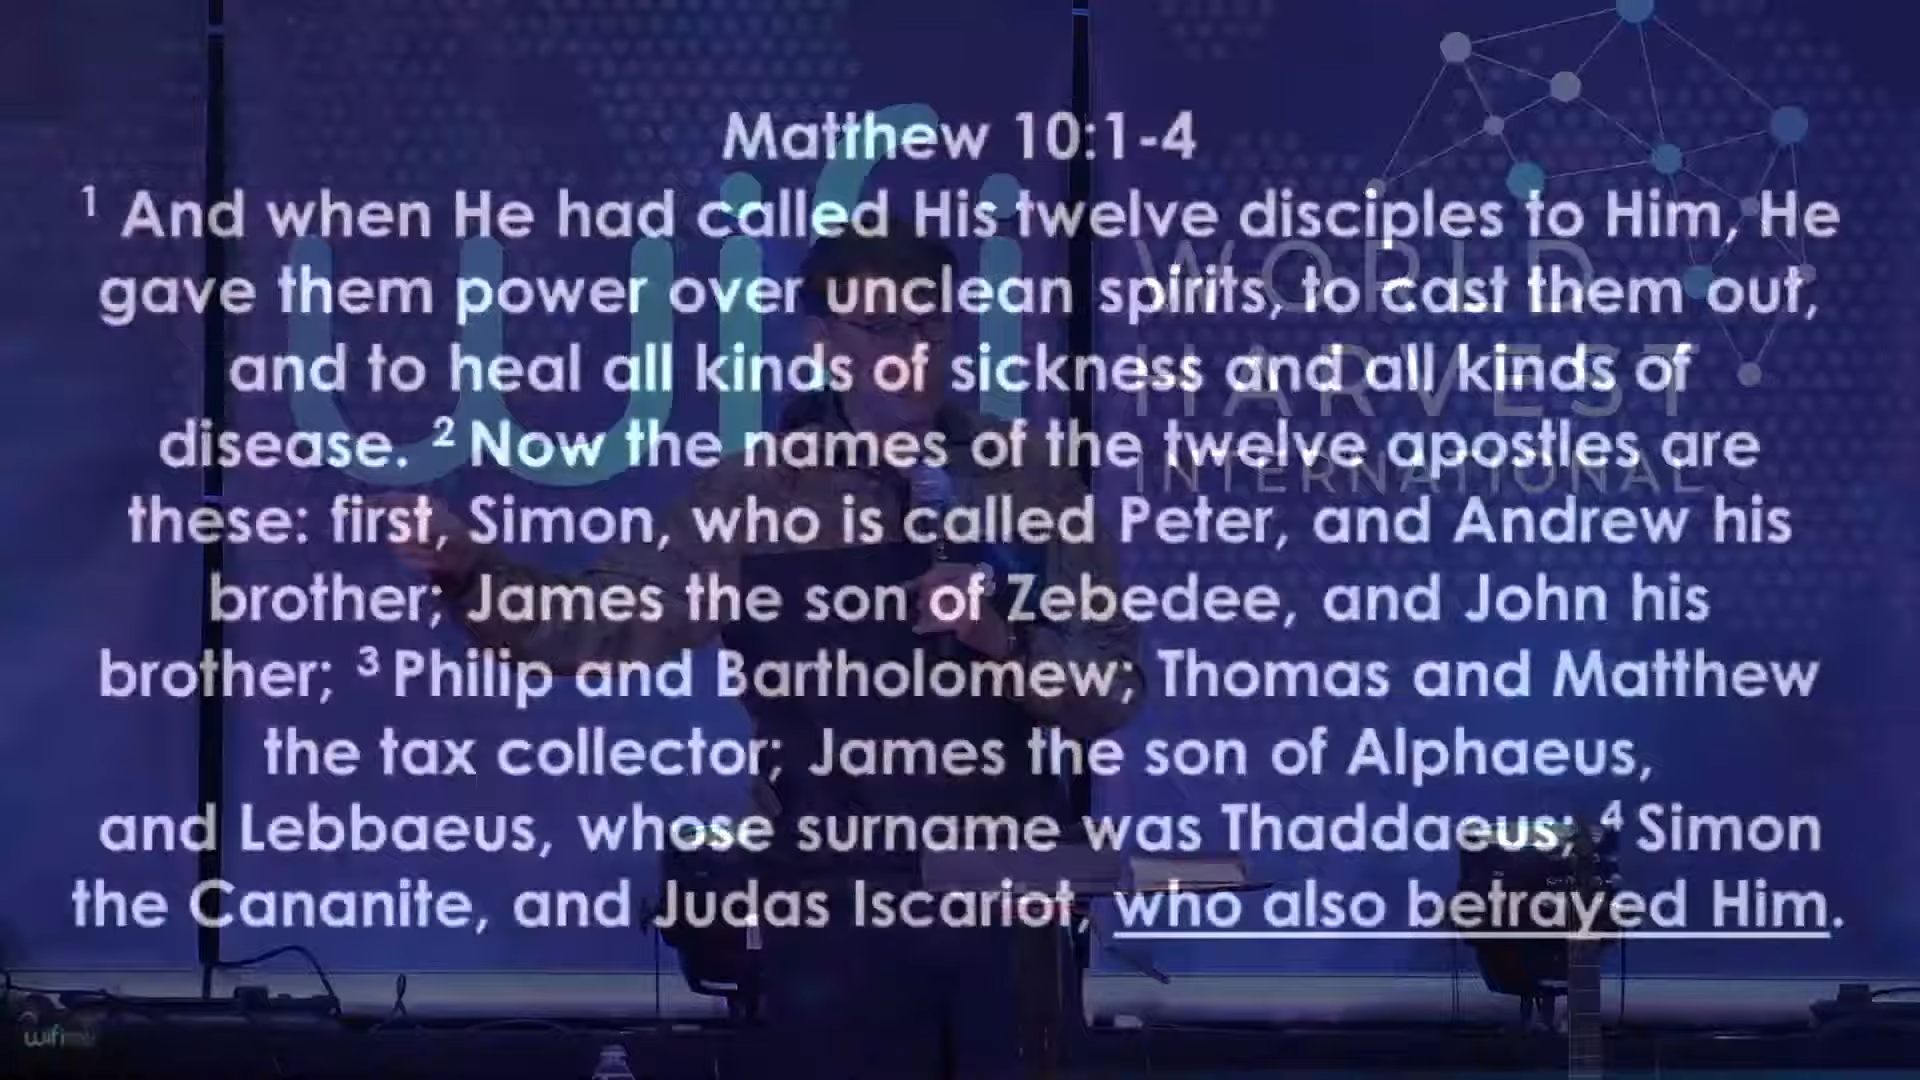 Matthew 10:1-4
1 And when He had called His twelve disciples to Him, He
gave them power over unclean spirits, to cast them out,
and to heal all kinds of sickness and all kinds of
disease. 2 Now the names of the twelve apostles are
these: first, Simon, who is called Peter, and Andrew his
brother; James the son of Zebedee, and John his
brother; 3 Philip and Bartholomew; Thomas and Matthew
the tax collector; James the son of Alphaeus,
and Lebbaeus, whose surname was Thaddaeus; 4 Simon
the Cananite, and Judas Iscariot, who also betrayed Him.
wifi
WORLD
HARVEST
INTERNATIONAL
wifi